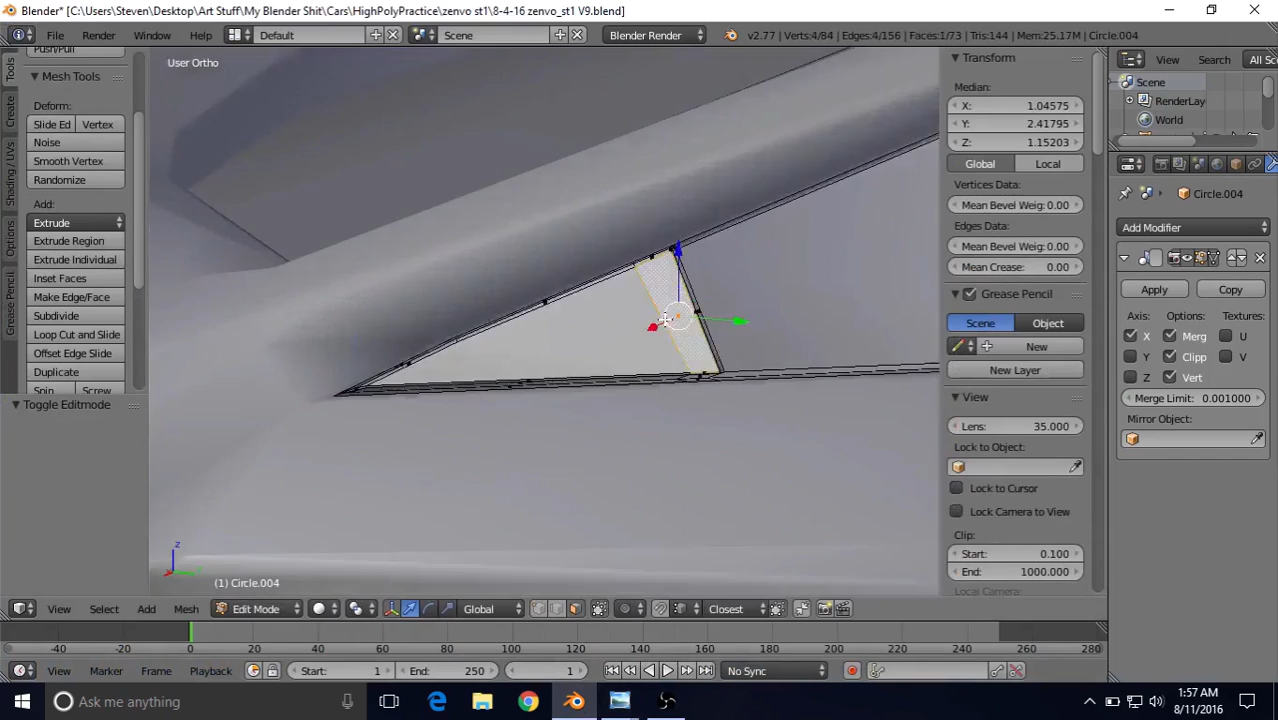 Blender* [C:\Users\Steven\Desktop\Art Stuff\My Blender Shit\Cars\HighPolyPractice\zenvo st1\8-4-16 zenvo_st1 V9.blend]
File Render Window Help Default Scene Blender Render v2.77 | Verts:4/84 | Edges:4/156 | Faces:1/73 | Tris:144 | Mem:25.17M | Circle.004
Push/Pull
Mesh Tools
Deform:
Slide Ed Vertex
Noise
Smooth Vertex
Randomize
Add:
Extrude
Extrude Region
Extrude Individual
Inset Faces
Make Edge/Face
Subdivide
Loop Cut and Slide
Offset Edge Slide
Duplicate
Spin Screw
Toggle Editmode
Tools
Create
Shading / UVs
Options
Grease Pencil
User Ortho
z
(1) Circle.004
View Select Add Mesh Edit Mode Global Closest
Transform
Median:
X: 1.04575
Y: 2.41795
Z: 1.15203
Global Local
Vertices Data:
Mean Bevel Weig: 0.00
Edges Data:
Mean Bevel Weig: 0.00
Mean Crease: 0.00
Grease Pencil
Scene Object
New
New Layer
View
Lens: 35.000
Lock to Object:
Lock to Cursor
Lock Camera to View
Clip:
Start: 0.100
End: 1000.000
Local Camera:
View Search All Sc
Scene
RenderLay
World
Circle.004
Add Modifier
Apply Copy
Axis: Options: Textures:
X Merg U
Y Clipp V
Z Vert
Merge Limit: 0.001000
Mirror Object:
-40 -20 0 20 40 60 80 100 120 140 160 180 200 220 240 260 280
View Marker Frame Playback Start: 1 End: 250 1 No Sync
Ask me anything
1:57 AM
8/11/2016